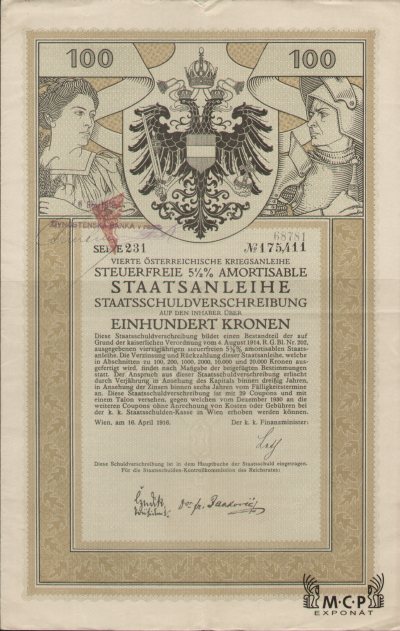 100
100
SERIE 231
68781
№ 175,411
VIERTE ÖSTERREICHISCHE KRIEGSANLEIHE
STEUERFREIE 5½% AMORTISABLE
STAATSANLEIHE
STAATSSCHULDVERSCHREIBUNG
AUF DEN INHABER ÜBER
EINHUNDERT KRONEN
Diese Staatsschuldverschreibung bildet einen Bestandteil der auf
Grund der kaiserlichen Verordnung vom 4. August 1914, R. G. Bl. Nr. 202,
ausgegebenen vierzigjährigen steuerfreien 5½% amortisablen Staats-
anleihe. Die Verzinsung und Rückzahlung dieser Staatsanleihe, welche
in Abschnitten zu 100, 200, 1000, 2000, 10.000 und 20.000 Kronen aus-
gefertigt wird, findet nach Maßgabe der beigefügten Bestimmungen
statt. Der Anspruch aus dieser Staatsschuldverschreibung erlischt
durch Verjährung in Ansehung des Kapitals binnen dreißig Jahren,
in Ansehung der Zinsen binnen sechs Jahren vom Fälligkeitstermine
an. Diese Staatsschuldverschreibung ist mit 29 Coupons und mit
einem Talon versehen, gegen welchen vom Dezember 1930 an die
weiteren Coupons ohne Anrechnung von Kosten oder Gebühren bei
der k. k. Staatsschulden-Kasse in Wien erhoben werden können.
Wien, am 16. April 1916.
Der k. k. Finanzminister:
Diese Schuldverschreibung ist in dem Hauptbuche der Staatsschuld eingetragen.
Für die Staatsschulden-Kontrollkommission des Reichsrates:
M·C·P
EXPONÁT